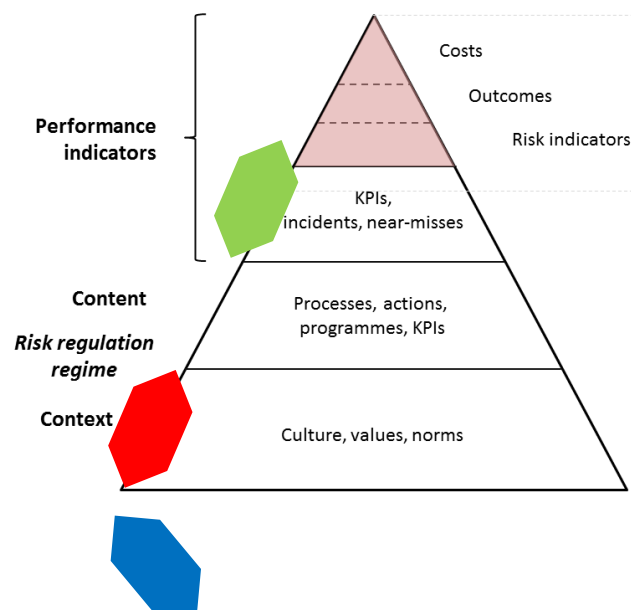 Costs
Outcomes
Performance
indicators
Risk indicators
KPIs,
incidents, near-misses
Content
Processes, actions,
programmes, KPIs
Risk regulation
regime
Context
Culture, values, norms